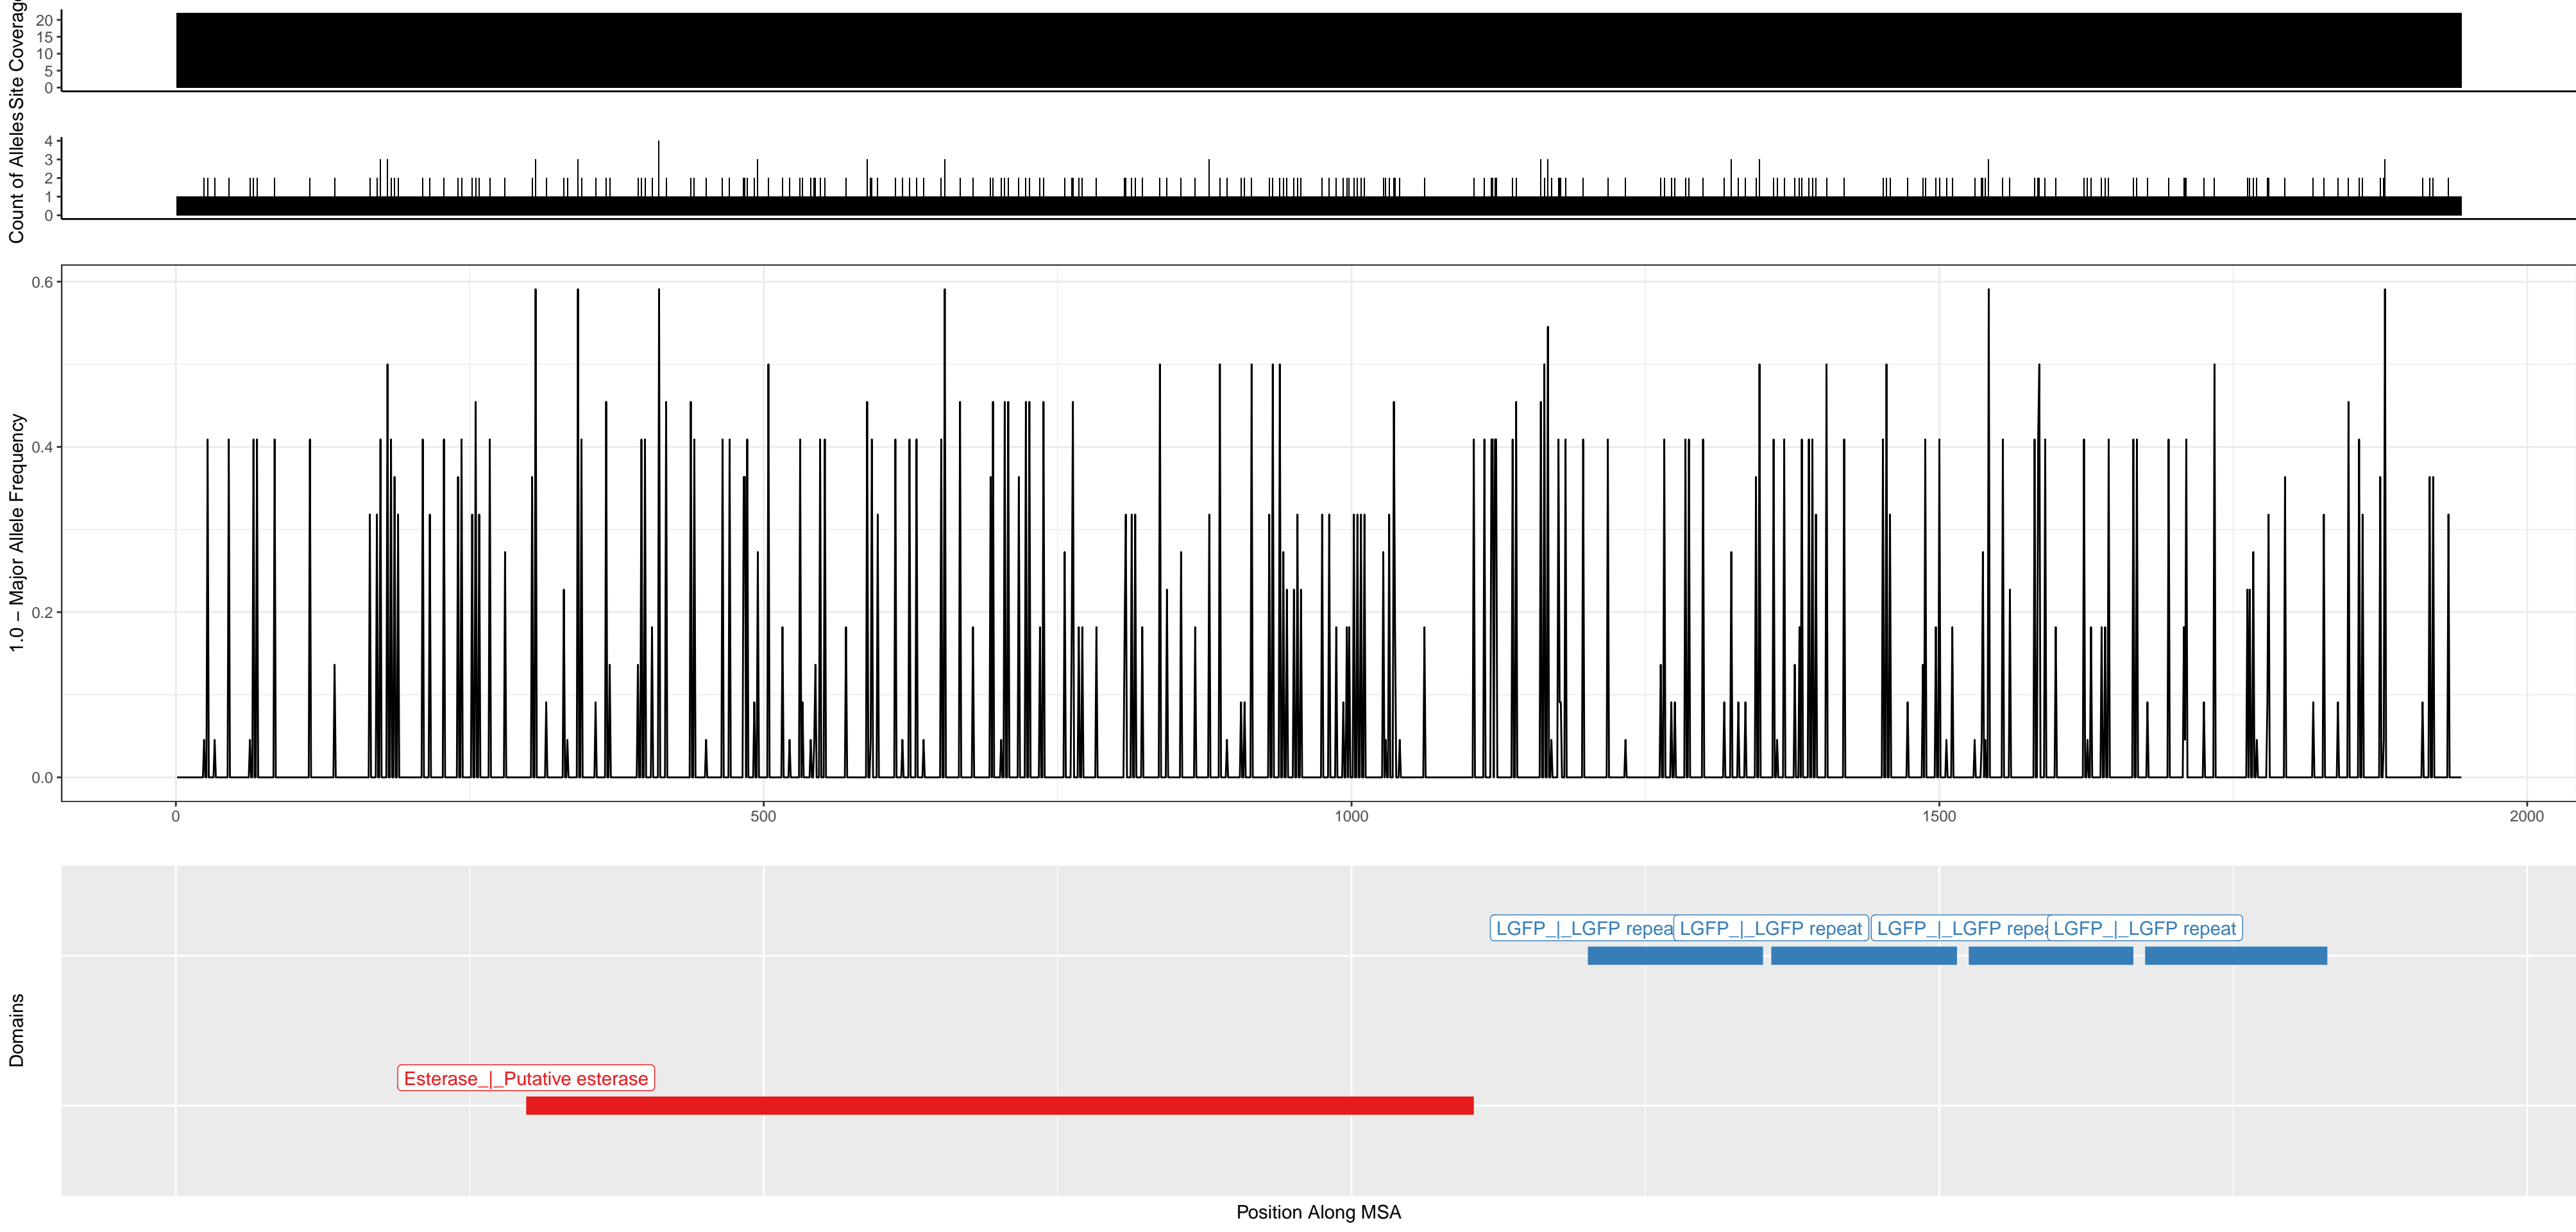 Site Coverage
20
15
10
5
0
Count of Alleles
4
3
2
1
0
1.0 − Major Allele Frequency
0.6
0.4
0.2
0.0
0
500
1000
1500
2000
Domains
LGFP_|_LGFP repea LGFP_|_LGFP repeat LGFP_|_LGFP repea LGFP_|_LGFP repeat
Esterase_|_Putative esterase
Position Along MSA